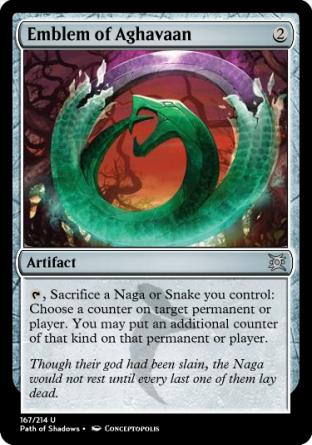 Emblem of Aghavaan 2
Artifact
, Sacrifice a Naga or Snake you control:
Choose a counter on target permanent or
player. You may put an additional counter
of that kind on that permanent or player.
Though their god had been slain, the Naga
would not rest until every last one of them lay
dead.
167/214 U
Path of Shadows • Conceptopolis